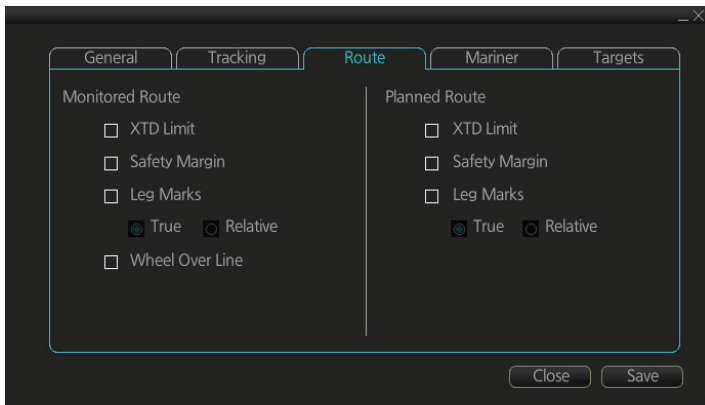 General Tracking Route Mariner Targets
Monitored Route
XTD Limit
Safety Margin
Leg Marks
True Relative
Wheel Over Line
Planned Route
XTD Limit
Safety Margin
Leg Marks
True Relative
Close Save